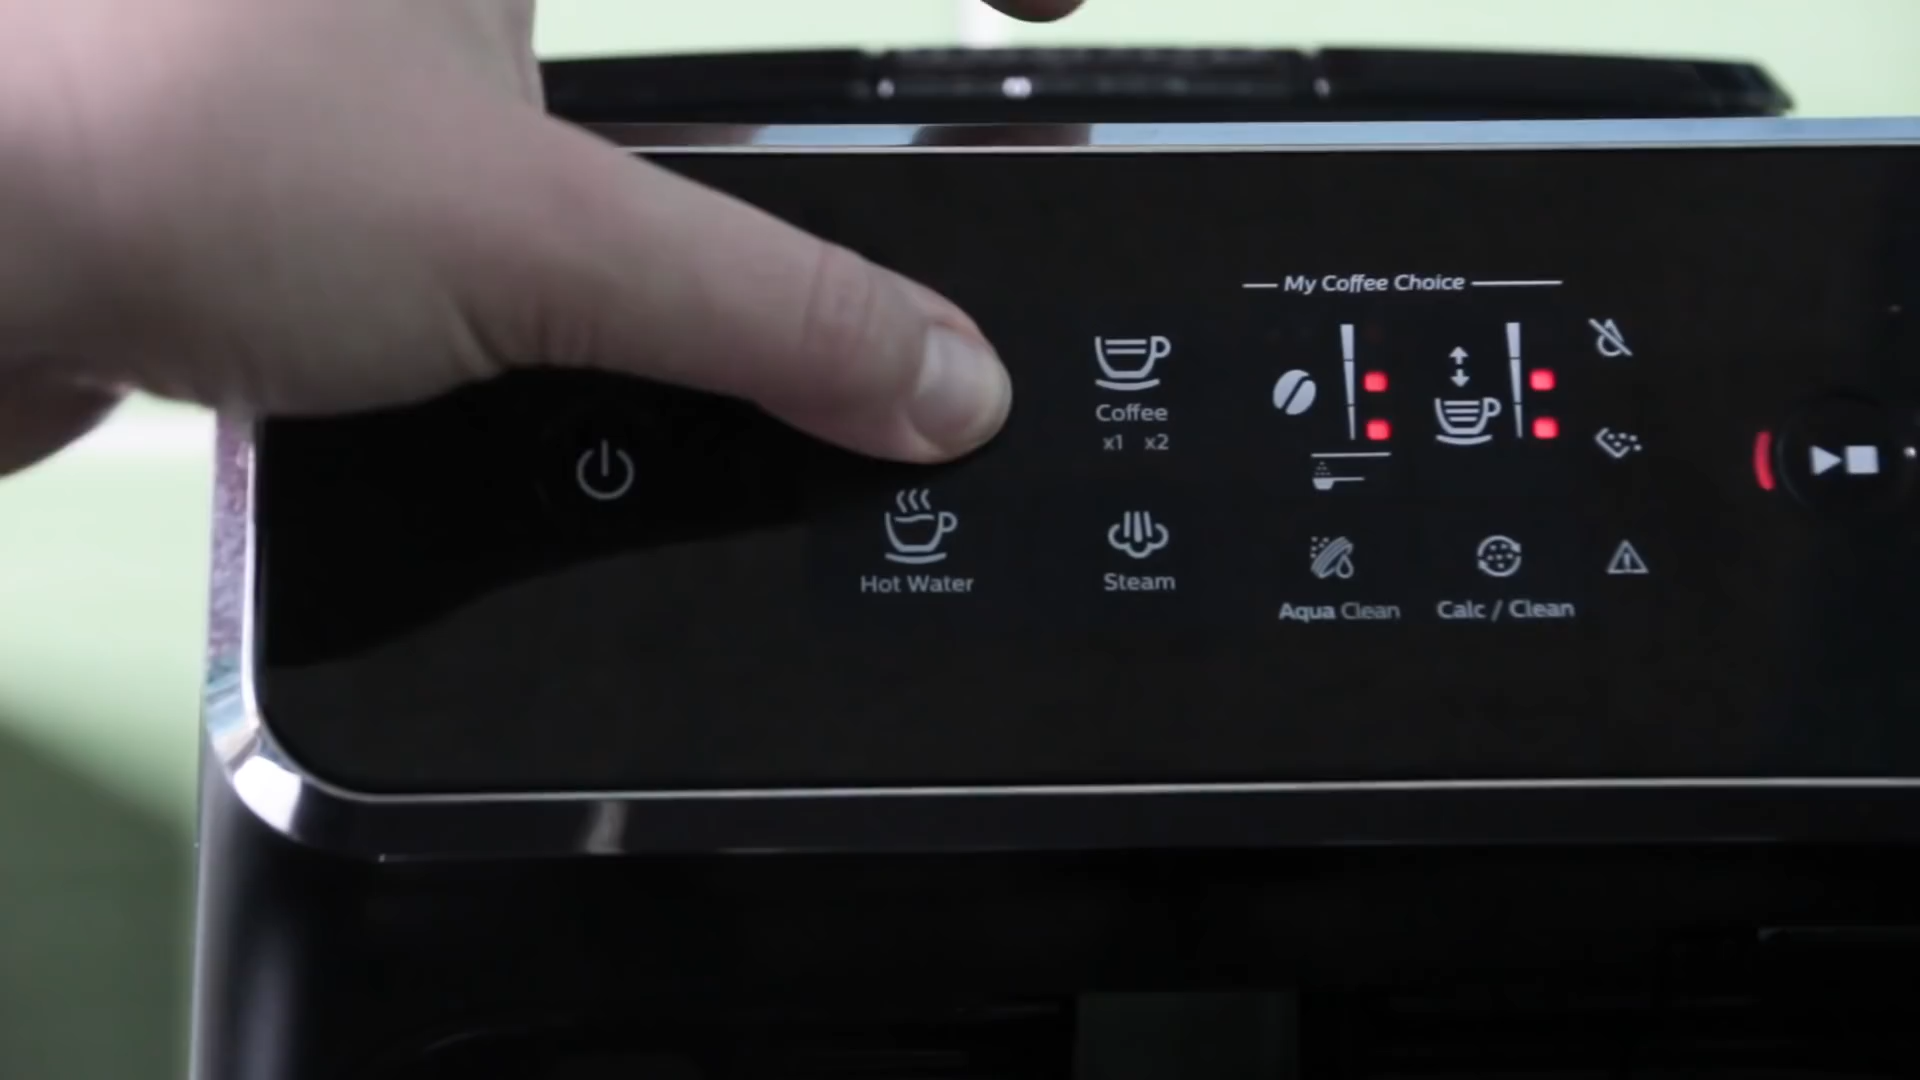 My Coffee Choice
Coffee
x1 x2
Hot Water
Steam
Aqua Clean
Calc / Clean